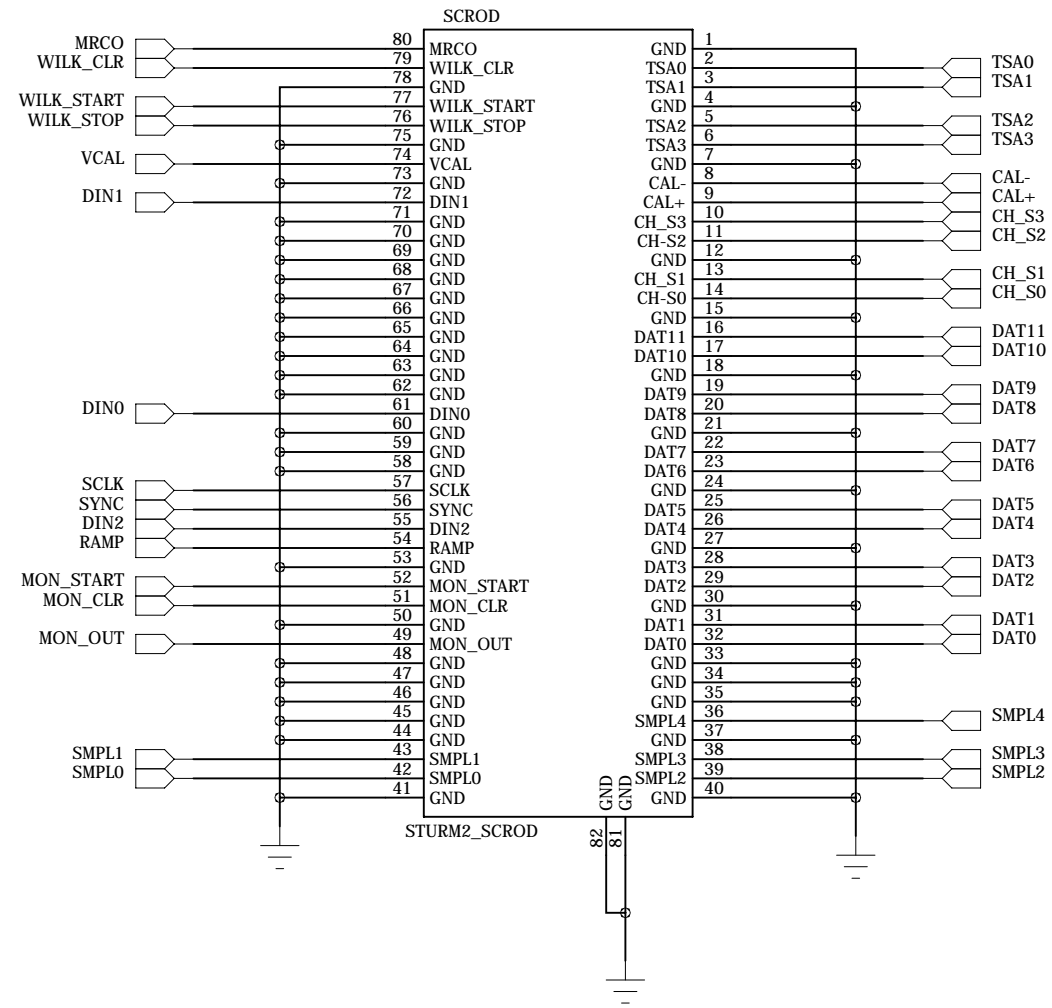 SCROD
MRCO 80 MRCO GND 1
WILK_CLR 79 WILK_CLR TSA0 2 TSA0
78 GND TSA1 3 TSA1
WILK_START 77 WILK_START GND 4
WILK_STOP 76 WILK_STOP TSA2 5 TSA2
75 GND TSA3 6 TSA3
VCAL 74 VCAL GND 7
73 GND CAL- 8 CAL-
DIN1 72 DIN1 CAL+ 9 CAL+
71 GND CH_S3 10 CH_S3
70 GND CH-S2 11 CH_S2
69 GND GND 12
68 GND CH_S1 13 CH_S1
67 GND CH-S0 14 CH_S0
66 GND GND 15
65 GND DAT11 16 DAT11
64 GND DAT10 17 DAT10
63 GND GND 18
62 GND DAT9 19 DAT9
DIN0 61 DIN0 DAT8 20 DAT8
60 GND GND 21
59 GND DAT7 22 DAT7
58 GND DAT6 23 DAT6
SCLK 57 SCLK GND 24
SYNC 56 SYNC DAT5 25 DAT5
DIN2 55 DIN2 DAT4 26 DAT4
RAMP 54 RAMP GND 27
53 GND DAT3 28 DAT3
MON_START 52 MON_START DAT2 29 DAT2
MON_CLR 51 MON_CLR GND 30
50 GND DAT1 31 DAT1
MON_OUT 49 MON_OUT DAT0 32 DAT0
48 GND GND 33
47 GND GND 34
46 GND GND 35
45 GND SMPL4 36 SMPL4
44 GND GND 37
SMPL1 43 SMPL1 SMPL3 38 SMPL3
SMPL0 42 SMPL0 SMPL2 39 SMPL2
41 GND GND 40
GND GND
STURM2_SCROD
82 81